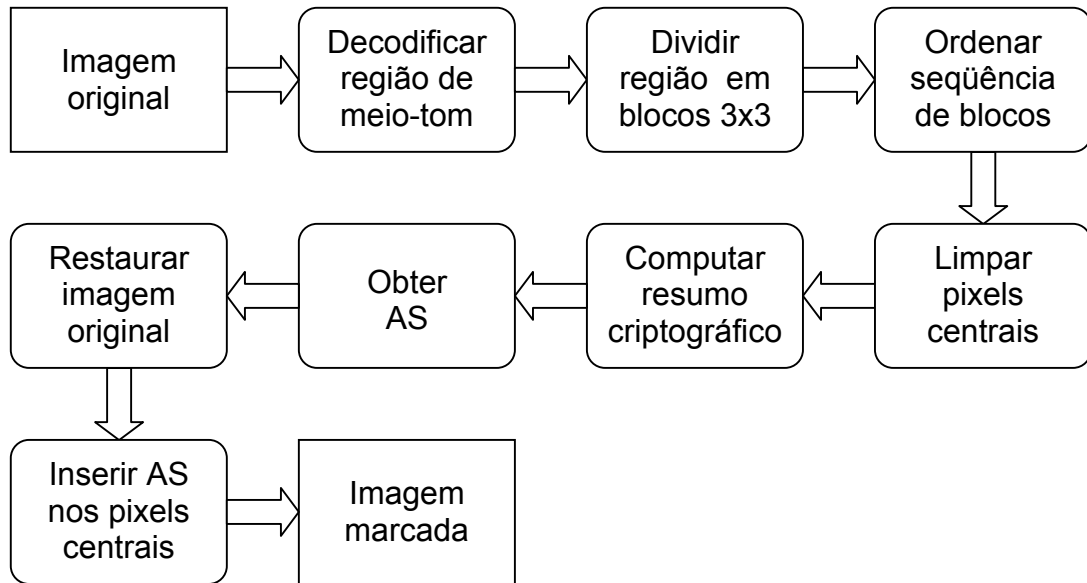 Imagem
original
Decodificar
região de
meio-tom
Dividir
região em
blocos 3x3
Ordenar
seqüência
de blocos
Limpar
pixels
centrais
Computar
resumo
criptográfico
Obter
AS
Restaurar
imagem
original
Inserir AS
nos pixels
centrais
Imagem
marcada